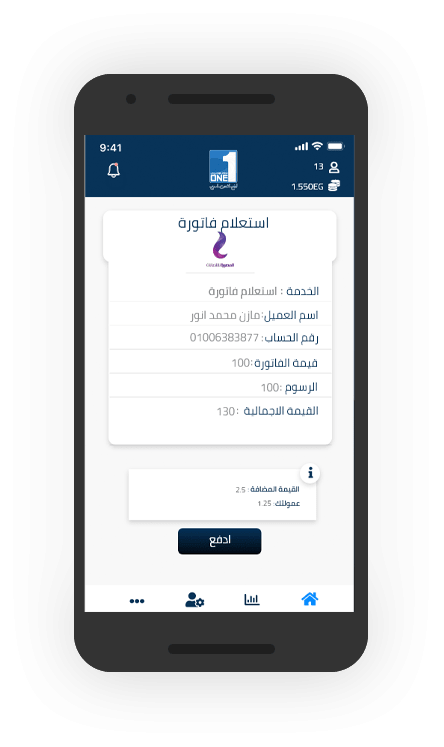 9:41
13
1.550EG
1
ONE
استعلام فاتورة
الخدمة : استعلام فاتورة
اسم العميل:مازن محمد انور
رقم الحساب: 01006383877
قيمة الفاتورة:100
الرسوم :100
القيمة الاجمالية :130
القيمة المضافة : 2.5
عمولتك: 1.25
ادفع